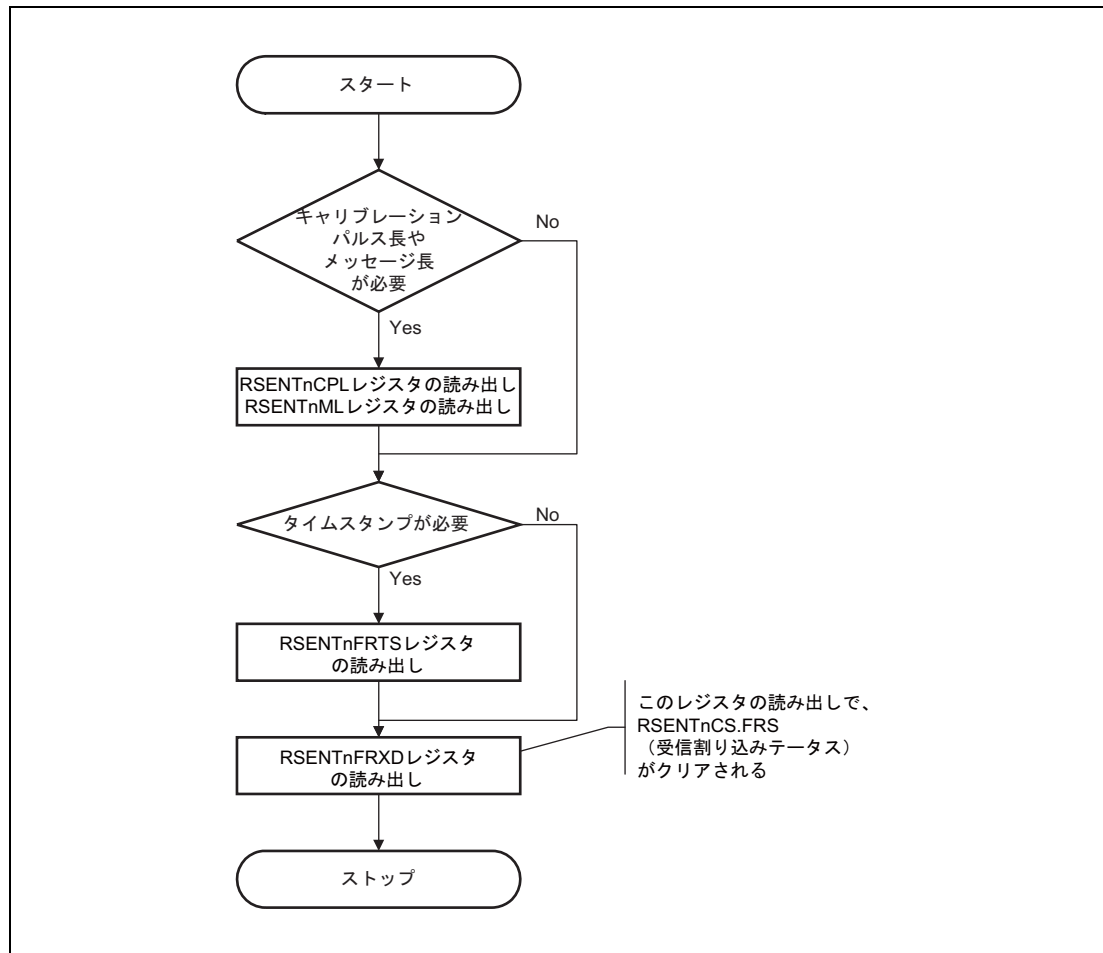 スタート
キャリブレーション
パルス長や
メッセージ長
が必要
No
Yes
RSENTnCPLレジスタの読み出し
RSENTnMLレジスタの読み出し
タイムスタンプが必要
No
Yes
RSENTnFRTSレジスタ
の読み出し
RSENTnFRXDレジスタ
の読み出し
このレジスタの読み出しで、
RSENTnCS.FRS
（受信割り込みテータス）
がクリアされる
ストップ